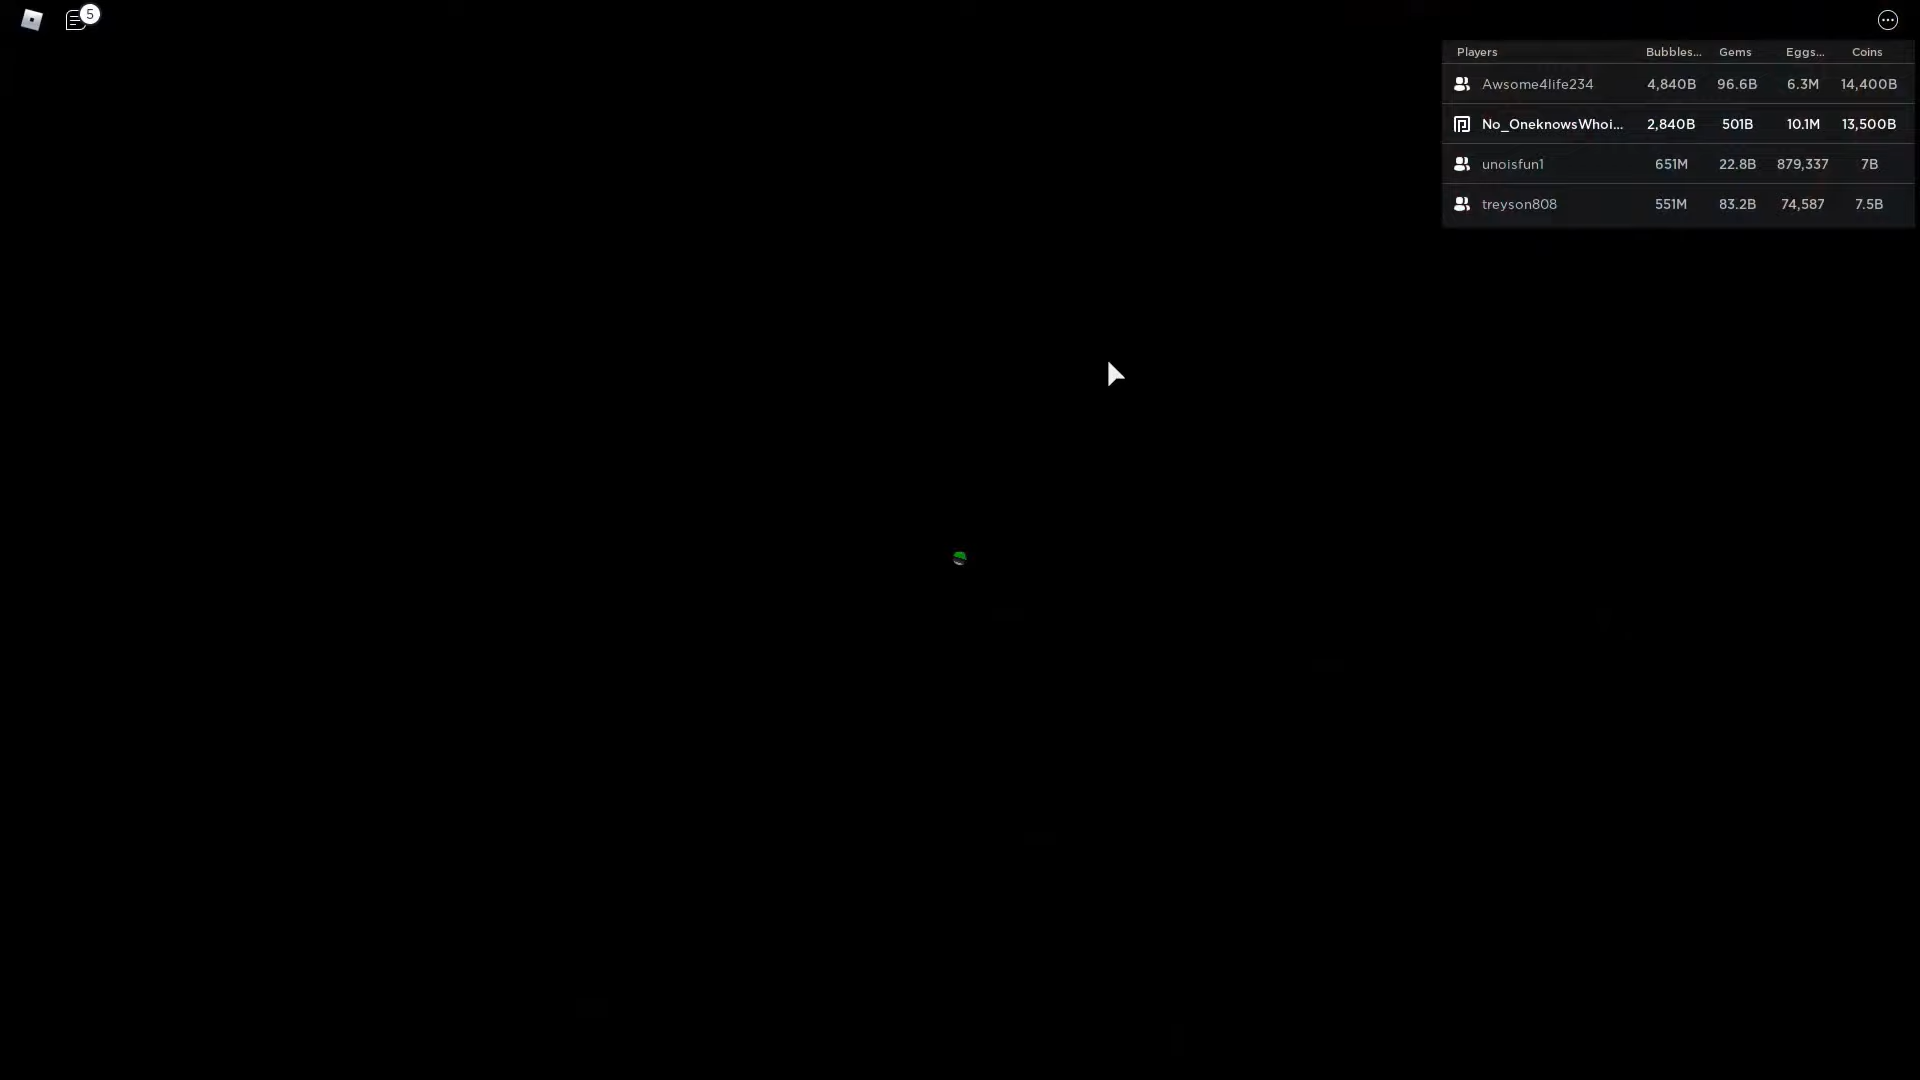 5
Players Bubbles... Gems Eggs... Coins
Awsome4life234 4,840B 96.6B 6.3M 14,400B
No_OneknowsWhoi... 2,840B 501B 10.1M 13,500B
unoisfun1 651M 22.8B 879,337 7B
treyson808 551M 83.2B 74,587 7.5B